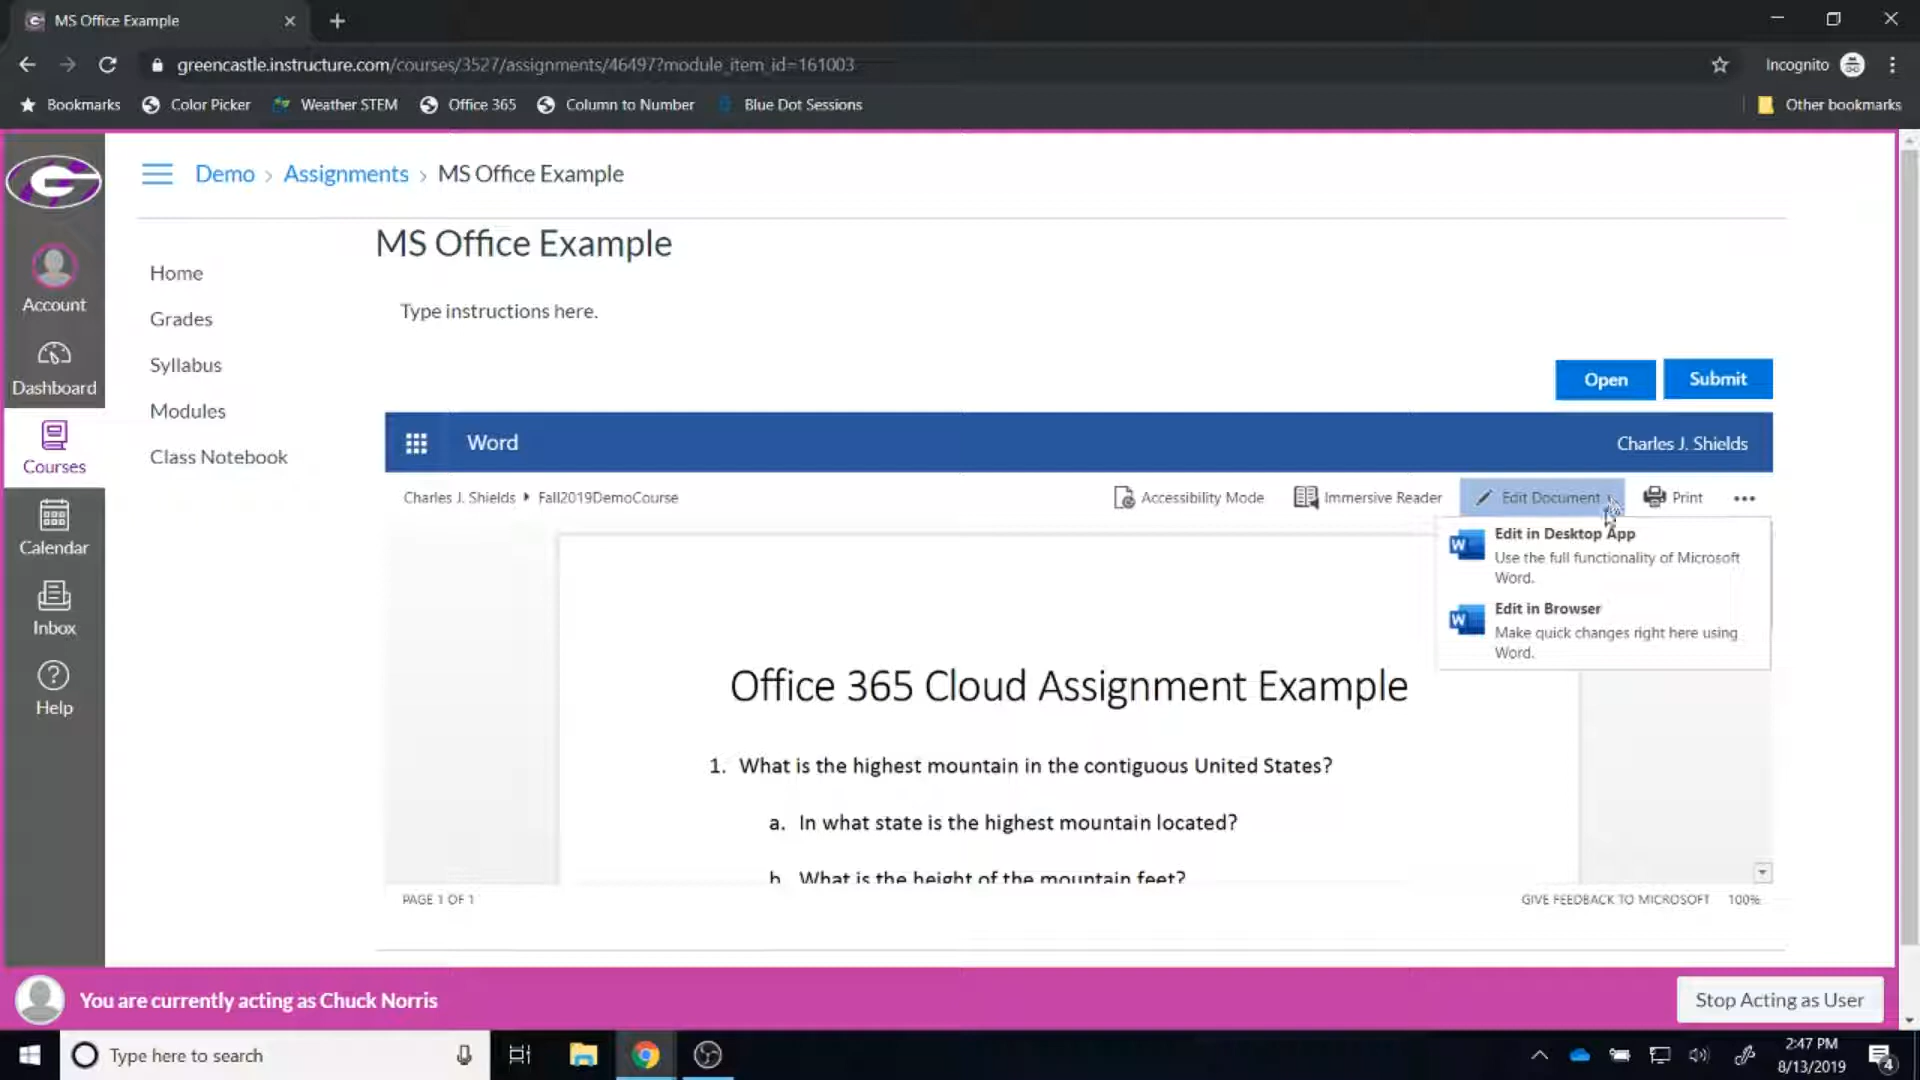 MS Office Example
greencastle.instructure.com/courses/3527/assignments/46497?module_item_id=161003
Incognito
Bookmarks
Color Picker
Weather STEM
Office 365
Column to Number
Blue Dot Sessions
Other bookmarks
G
Account
Dashboard
Courses
Calendar
Inbox
Help
Demo > Assignments > MS Office Example
Home
Grades
Syllabus
Modules
Class Notebook
MS Office Example
Type instructions here.
Open
Submit
Word
Charles J. Shields
Charles J. Shields
Fall2019DemoCourse
Accessibility Mode
Immersive Reader
Edit Document
Print
Edit in Desktop App
Use the full functionality of Microsoft
Word.
Edit in Browser
Make quick changes right here using
Word.
Office 365 Cloud Assignment Example
1. What is the highest mountain in the contiguous United States?
a. In what state is the highest mountain located?
b. What is the height of the mountain feet?
PAGE 1 OF 1
GIVE FEEDBACK TO MICROSOFT
100%
You are currently acting as Chuck Norris
Stop Acting as User
Type here to search
2:47 PM
8/13/2019
4